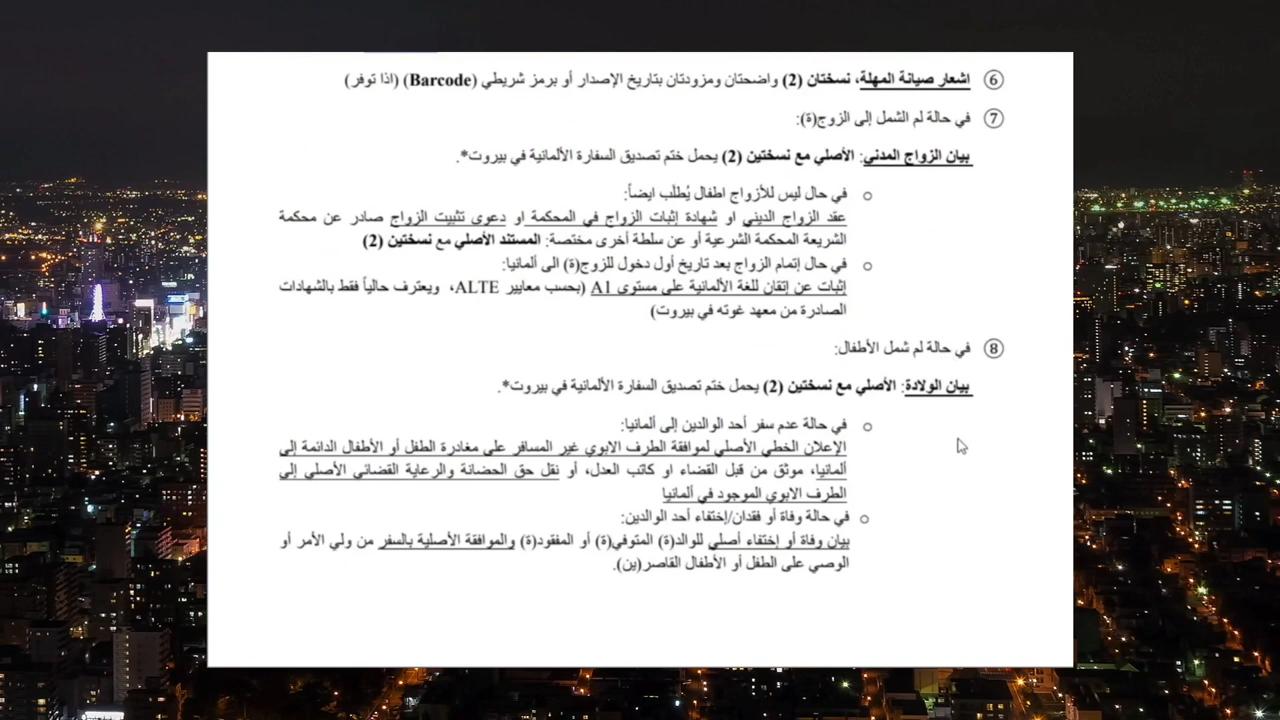 ⑥ اشعار صيانة المهلة، نسختان (2) واضحتان ومزودتان بتاريخ الإصدار أو برمز شريطي (Barcode) (اذا توفر)
⑦ في حالة لم الشمل إلى الزوج(ة):
بيان الزواج المدني: الأصلي مع نسختين (2) يحمل ختم تصديق السفارة الألمانية في بيروت*.
○ في حال ليس للأزواج اطفال يُطلَب ايضاً:
عقد الزواج الديني او شهادة إثبات الزواج في المحكمة او دعوى تثبيت الزواج صادر عن محكمة
الشريعة المحكمة الشرعية أو عن سلطة أخرى مختصة: المستند الأصلي مع نسختين (2)
○ في حال إتمام الزواج بعد تاريخ أول دخول للزوج(ة) الى ألمانيا:
إثبات عن إتقان للغة الألمانية على مستوى A1 (بحسب معايير ALTE، ويعترف حالياً فقط بالشهادات
الصادرة من معهد غوته في بيروت)
⑧ في حالة لم شمل الأطفال:
بيان الولادة: الأصلي مع نسختين (2) يحمل ختم تصديق السفارة الألمانية في بيروت*.
○ في حالة عدم سفر أحد الوالدين إلى ألمانيا:
الإعلان الخطي الأصلي لموافقة الطرف الابوي غير المسافر على مغادرة الطفل أو الأطفال الدائمة إلى
ألمانيا، موثق من قبل القضاء او كاتب العدل، أو نقل حق الحضانة والرعاية القضائي الأصلي إلى
الطرف الابوي الموجود في ألمانيا
○ في حالة وفاة أو فقدان/إختفاء أحد الوالدين:
بيان وفاة أو إختفاء أصلي للوالد(ة) المتوفي(ة) أو المفقود(ة) والموافقة الأصلية بالسفر من ولي الأمر أو
الوصي على الطفل أو الأطفال القاصر(ين).